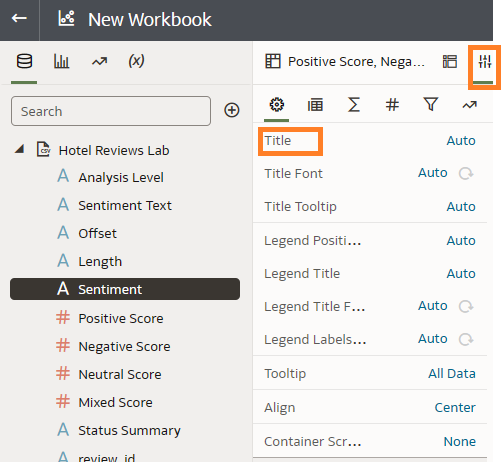 New Workbook
(x)
Positive Score, Nega...
Search
Hotel Reviews Lab
CSV
A Analysis Level
A Sentiment Text
A Offset
A Length
A Sentiment
# Positive Score
# Negative Score
# Neutral Score
# Mixed Score
A Status Summary
A review_id
Σ #
Title Auto
Title Font Auto
Title Tooltip Auto
Legend Positi... Auto
Legend Title Auto
Legend Title F... Auto
Legend Labels... Auto
Tooltip All Data
Align Center
Container Scr... None